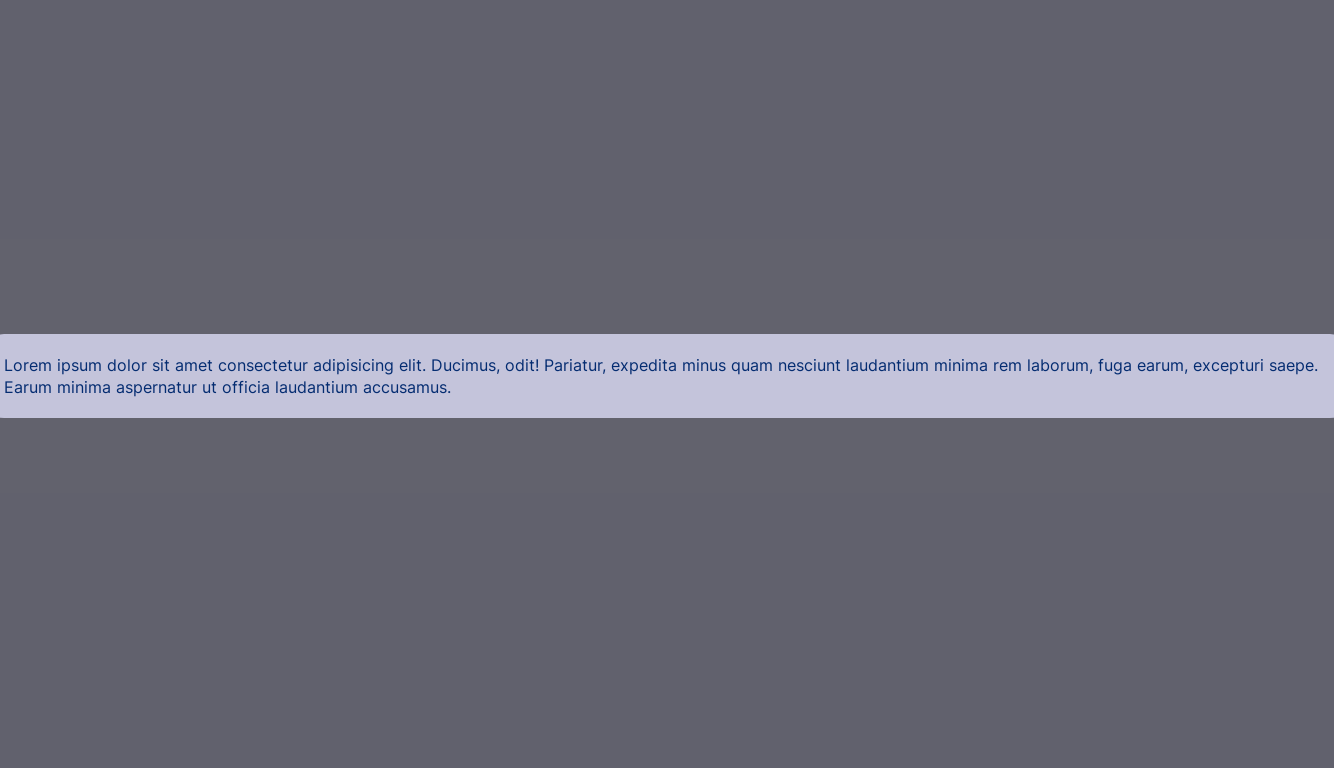 Lorem ipsum dolor sit amet consectetur adipisicing elit. Ducimus, odit! Pariatur, expedita minus quam nesciunt laudantium minima rem laborum, fuga earum, excepturi saepe.
Earum minima aspernatur ut officia laudantium accusamus.